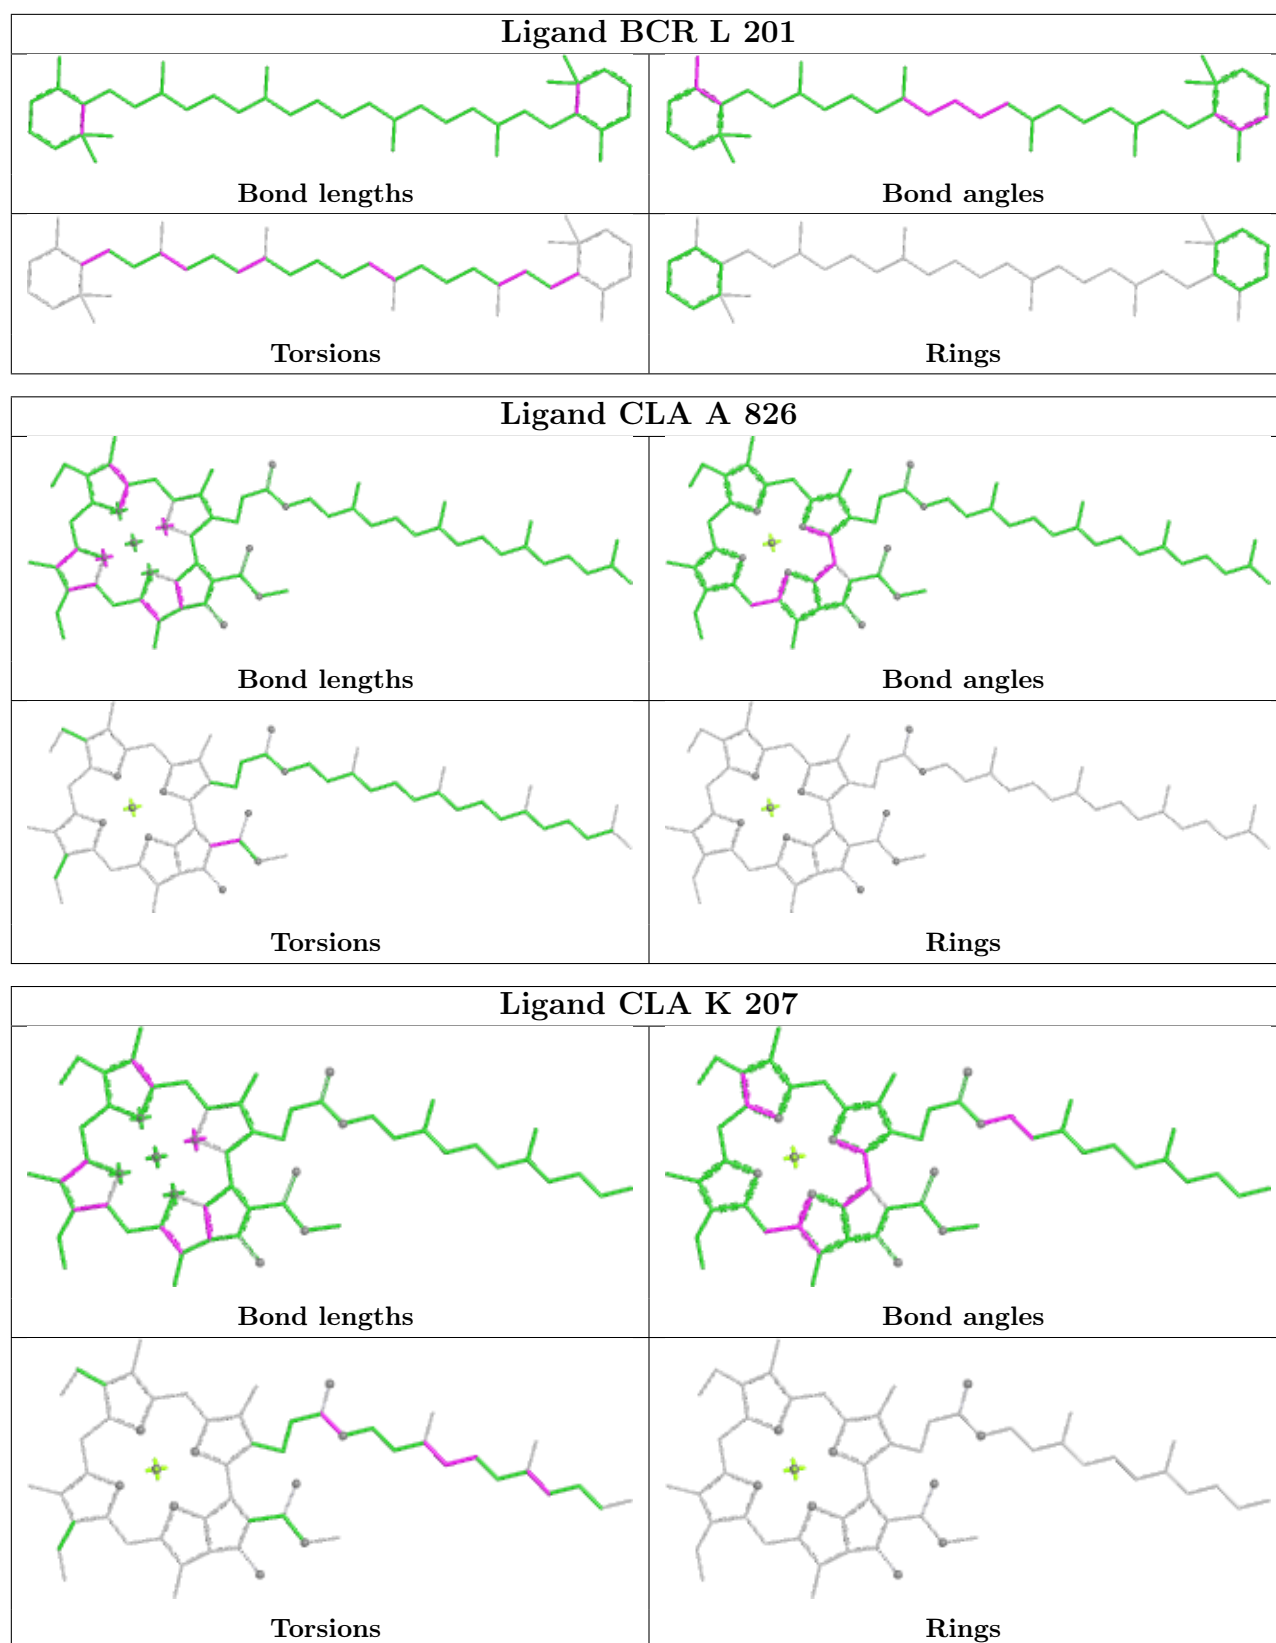 Ligand BCR L 201
Bond lengths
Bond angles
Torsions
Rings
Ligand CLA A 826
Bond lengths
Bond angles
Torsions
Rings
Ligand CLA K 207
Bond lengths
Bond angles
Torsions
Rings